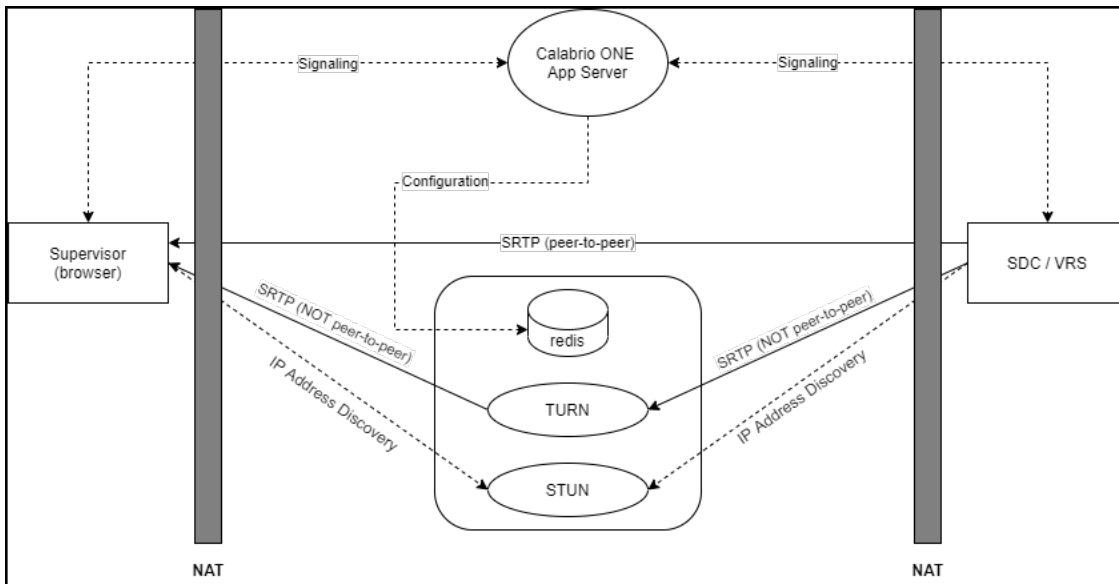 Calabrio ONE
App Server
Signaling
Signaling
Configuration
SRTP (peer-to-peer)
Supervisor
(browser)
SDC / VRS
SRTP (NOT peer-to-peer)
SRTP (NOT peer-to-peer)
redis
IP Address Discovery
IP Address Discovery
TURN
STUN
NAT
NAT